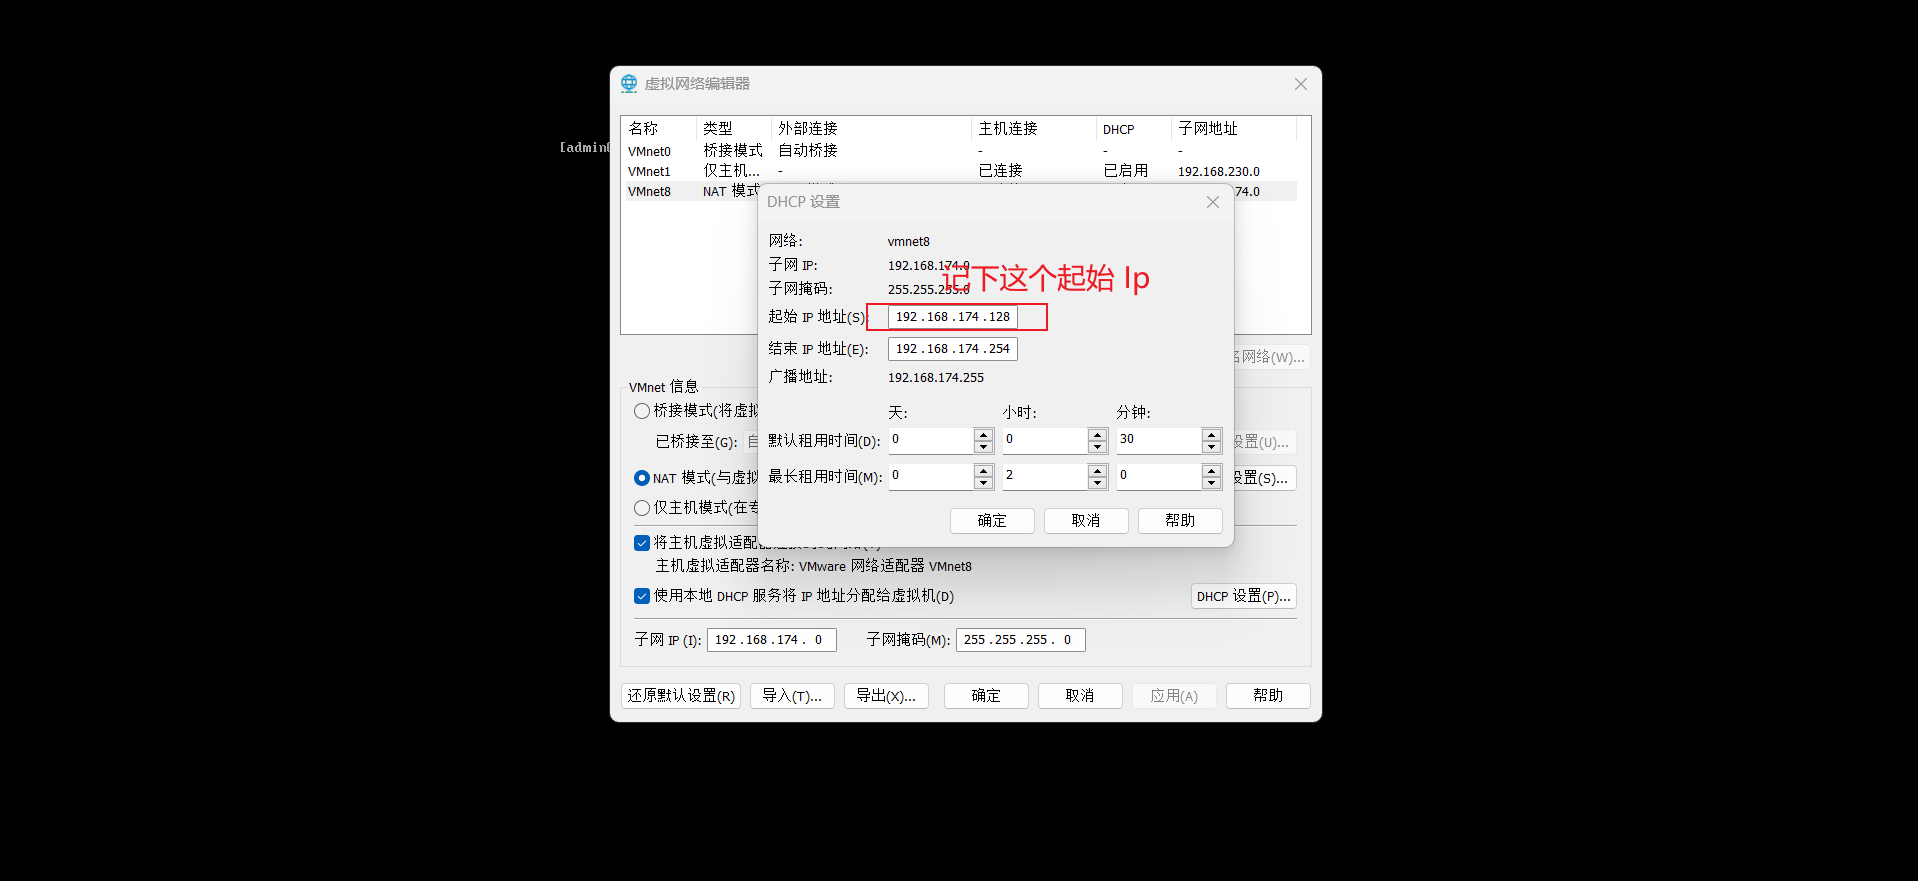 虚拟网络编辑器
名称 类型 外部连接 主机连接 DHCP 子网地址
VMnet0 桥接模式 自动桥接 - - -
[admin
VMnet1 仅主机... - 已连接 已启用 192.168.230.0
VMnet8 NAT 模式 74.0
DHCP 设置
网络: vmnet8
子网 IP: 192.168.174.0
记下这个起始 Ip
子网掩码: 255.255.255.0
起始 IP 地址(S): 192 . 168 . 174 . 128
结束 IP 地址(E): 192 . 168 . 174 . 254
广播地址: 192.168.174.255
天: 小时: 分钟:
默认租用时间(D): 0 0 30
最长租用时间(M): 0 2 0
确定 取消 帮助
名网络(W)...
VMnet 信息
桥接模式(将虚拟
已桥接至(G): 自 设置(U)...
NAT 模式(与虚拟 设置(S)...
仅主机模式(在专
将主机虚拟适配
主机虚拟适配器名称: VMware 网络适配器 VMnet8
使用本地 DHCP 服务将 IP 地址分配给虚拟机(D) DHCP 设置(P)...
子网 IP (I): 192 . 168 . 174 . 0 子网掩码(M): 255 . 255 . 255 . 0
还原默认设置(R) 导入(T)... 导出(X)... 确定 取消 应用(A) 帮助